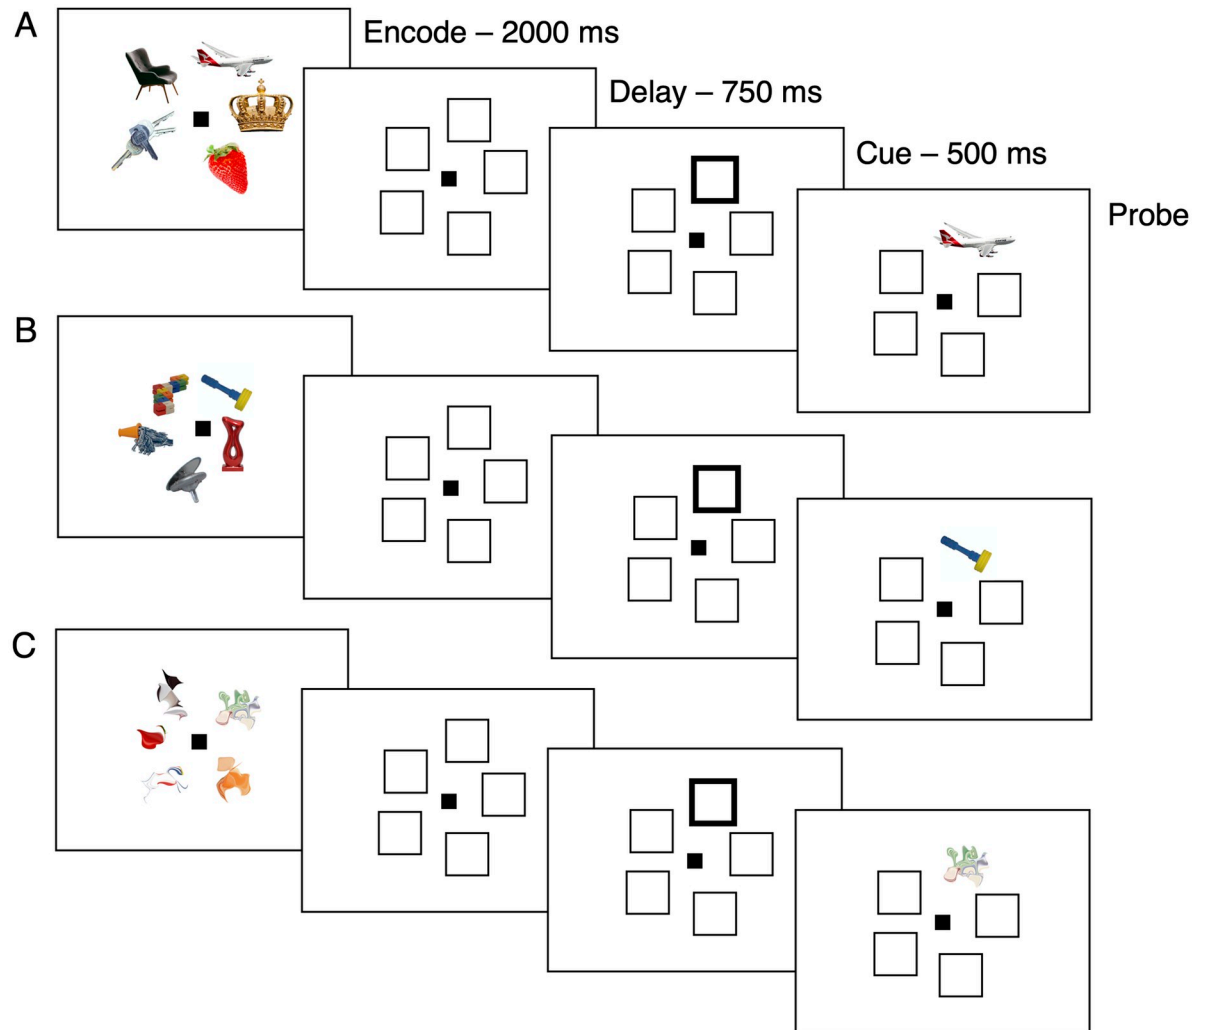 A
Encode – 2000 ms
Delay – 750 ms
Cue – 500 ms
Probe
B
C